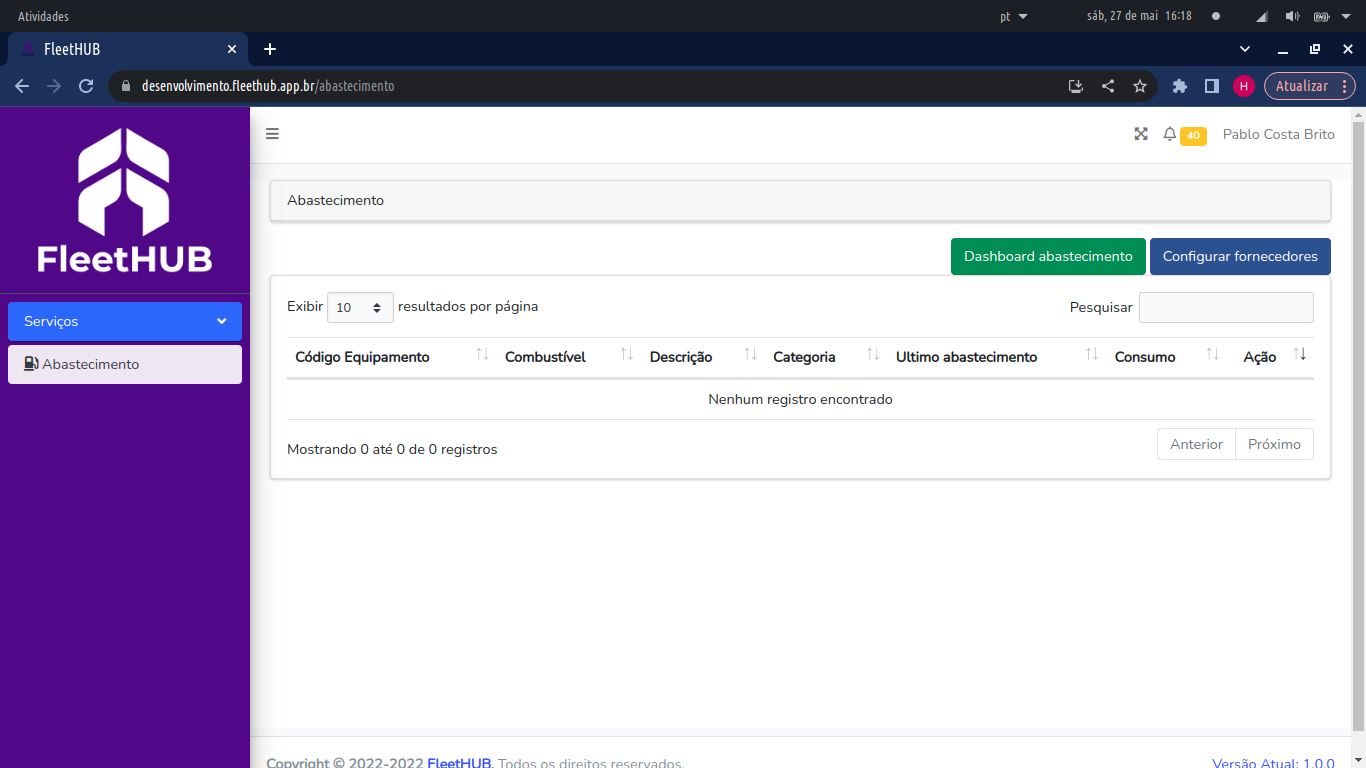 Atividades
pt
sáb, 27 de mai 16:18
FleetHUB
desenvolvimento.fleethub.app.br/abastecimento
H
Atualizar
FleetHUB
40
Pablo Costa Brito
Serviços
Abastecimento
Abastecimento
Dashboard abastecimento
Configurar fornecedores
Exibir 10 resultados por página
Pesquisar
Código Equipamento Combustível Descrição Categoria Ultimo abastecimento Consumo Ação
Nenhum registro encontrado
Mostrando 0 até 0 de 0 registros
Anterior Próximo
Copyright © 2022-2022 FleetHUB. Todos os direitos reservados.
Versão Atual: 1.0.0